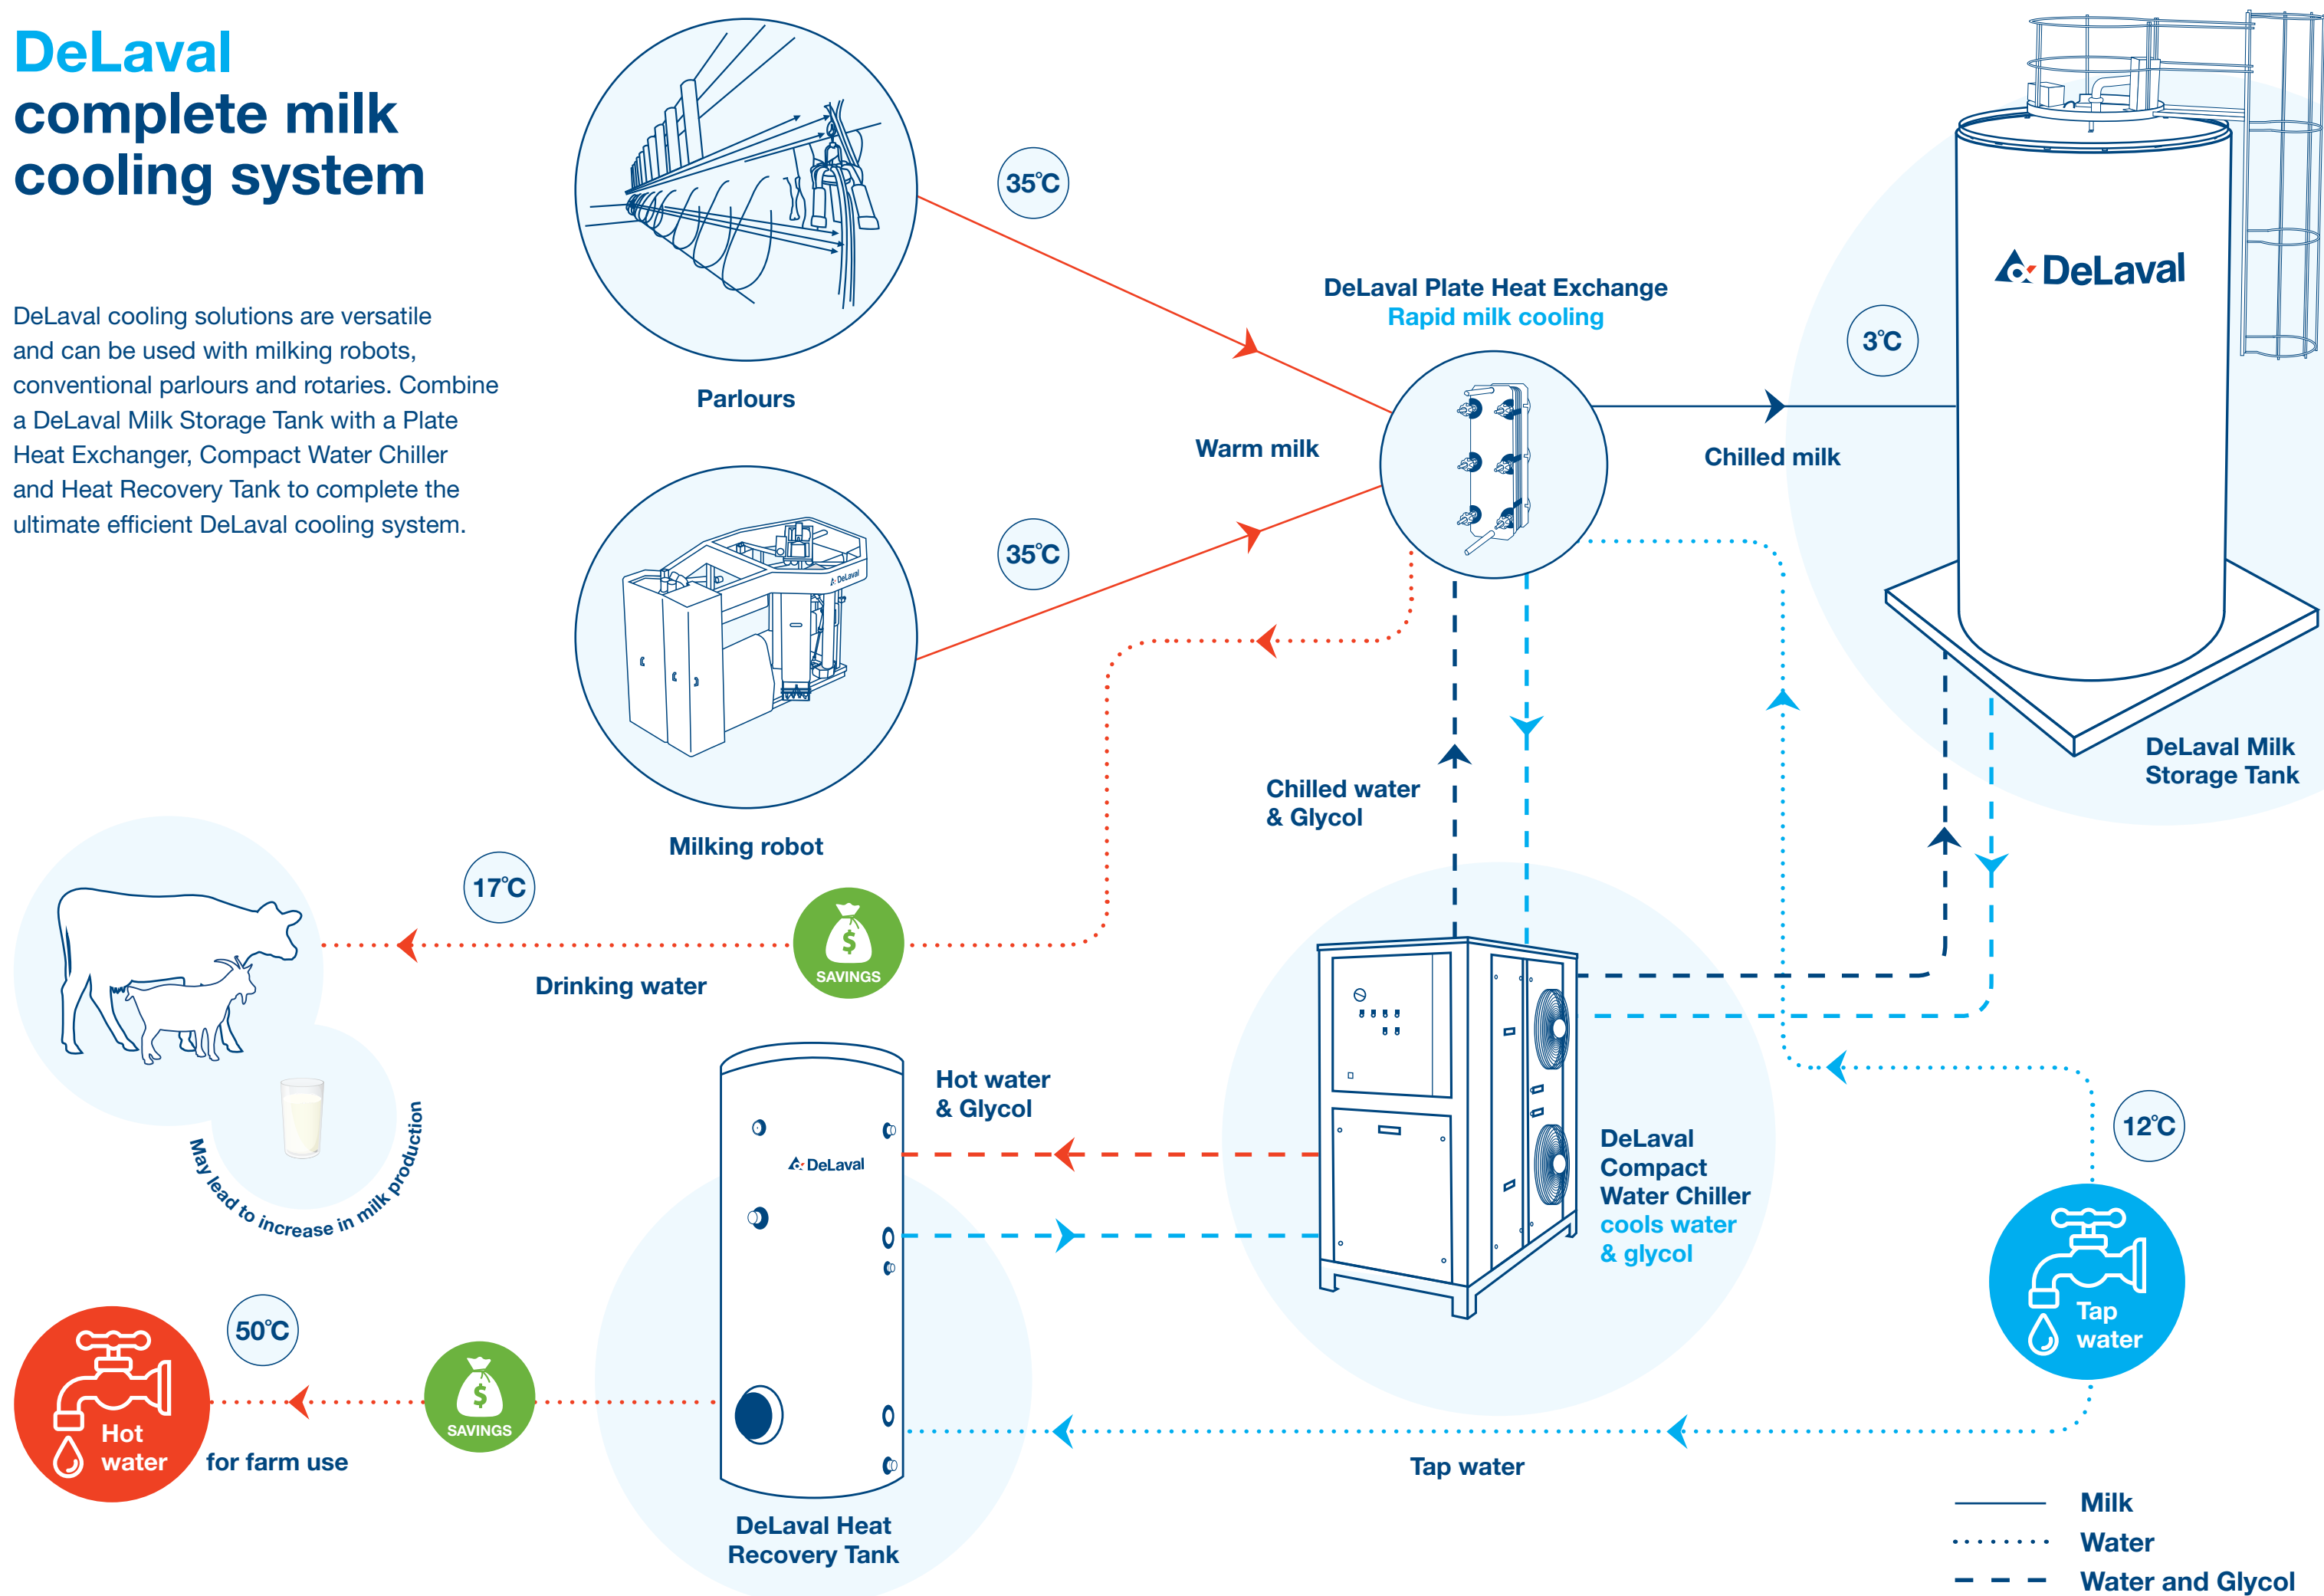 DeLaval
complete milk
cooling system
DeLaval cooling solutions are versatile
and can be used with milking robots,
conventional parlours and rotaries. Combine
a DeLaval Milk Storage Tank with a Plate
Heat Exchanger, Compact Water Chiller
and Heat Recovery Tank to complete the
ultimate efficient DeLaval cooling system.
35°C
Parlours
DeLaval Plate Heat Exchange
Rapid milk cooling
Warm milk
3°C
Chilled milk
DeLaval
DeLaval Milk
Storage Tank
35°C
DeLaval
Milking robot
Chilled water
& Glycol
17°C
Drinking water
$
SAVINGS
May lead to increase in milk production
Hot water
& Glycol
DeLaval
DeLaval
Compact
Water Chiller
cools water
& glycol
12°C
Tap
water
50°C
Hot
water
for farm use
$
SAVINGS
DeLaval Heat
Recovery Tank
Tap water
Milk
Water
Water and Glycol